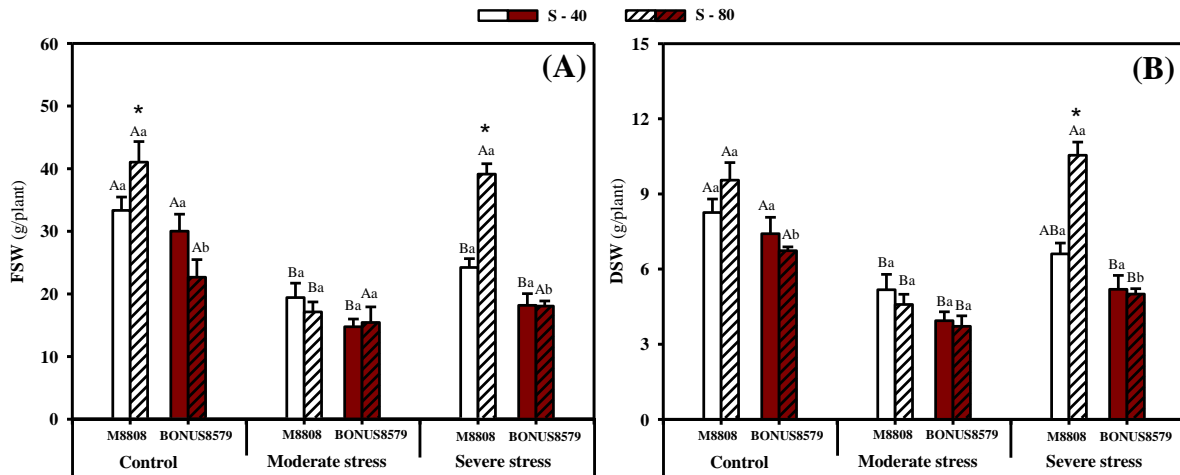 S - 40 S - 80
(A)
FSW (g/plant)
60
50
40
30
20
10
0
*
Aa
Aa
Aa
Ab
Ba
Ba
Ba
Aa
*
Aa
Ba
Ba
Ab
M8808 BONUS8579 M8808 BONUS8579 M8808 BONUS8579
Control Moderate stress Severe stress
(B)
DSW (g/plant)
15
12
9
6
3
0
Aa
Aa
Aa
Ab
Ba
Ba
Ba
Ba
*
Aa
ABa
Ba
Bb
M8808 BONUS8579 M8808 BONUS8579 M8808 BONUS8579
Control Moderate stress Severe stress